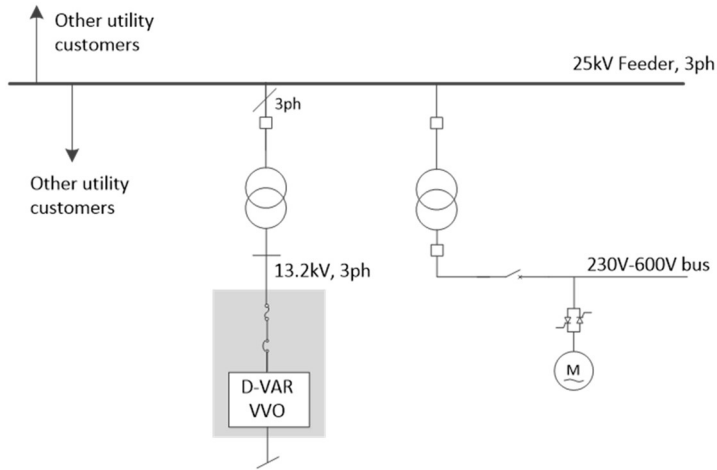 Other utility
customers
25kV Feeder, 3ph
3ph
Other utility
customers
13.2kV, 3ph
230V-600V bus
D-VAR
VVO
M